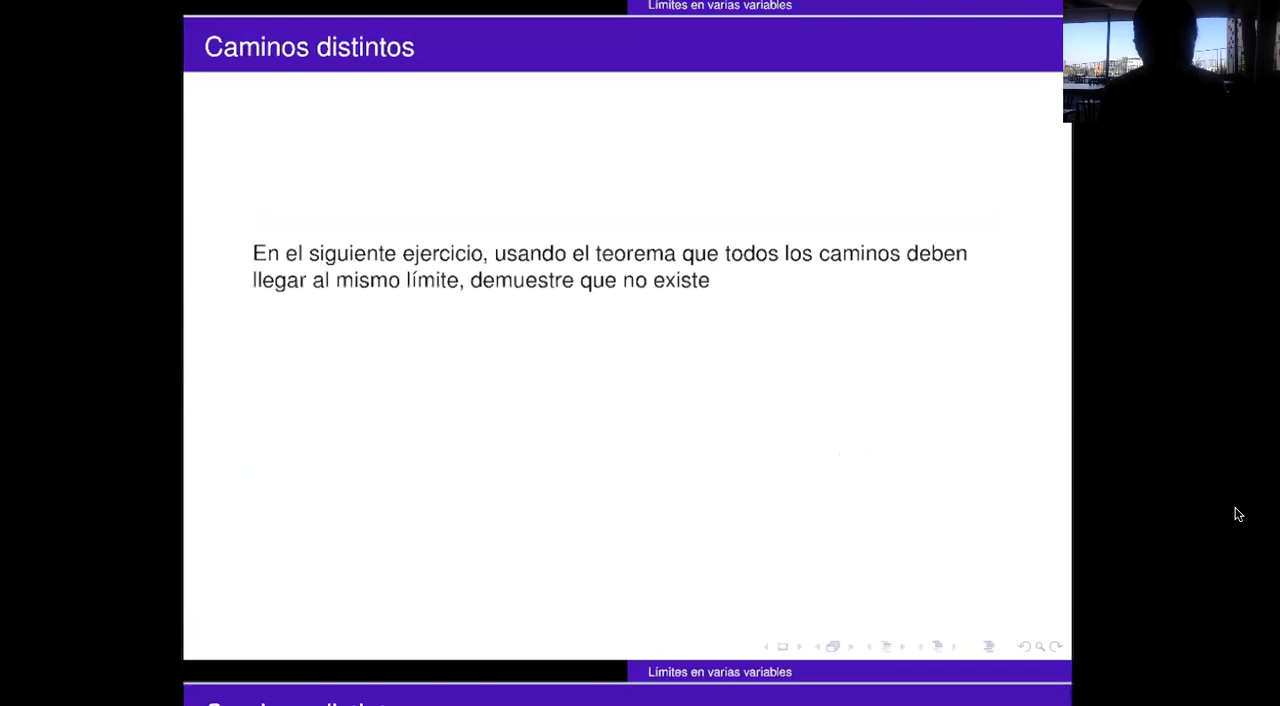 Límites en varias variables
Caminos distintos
En el siguiente ejercicio, usando el teorema que todos los caminos deben
llegar al mismo límite, demuestre que no existe
Límites en varias variables